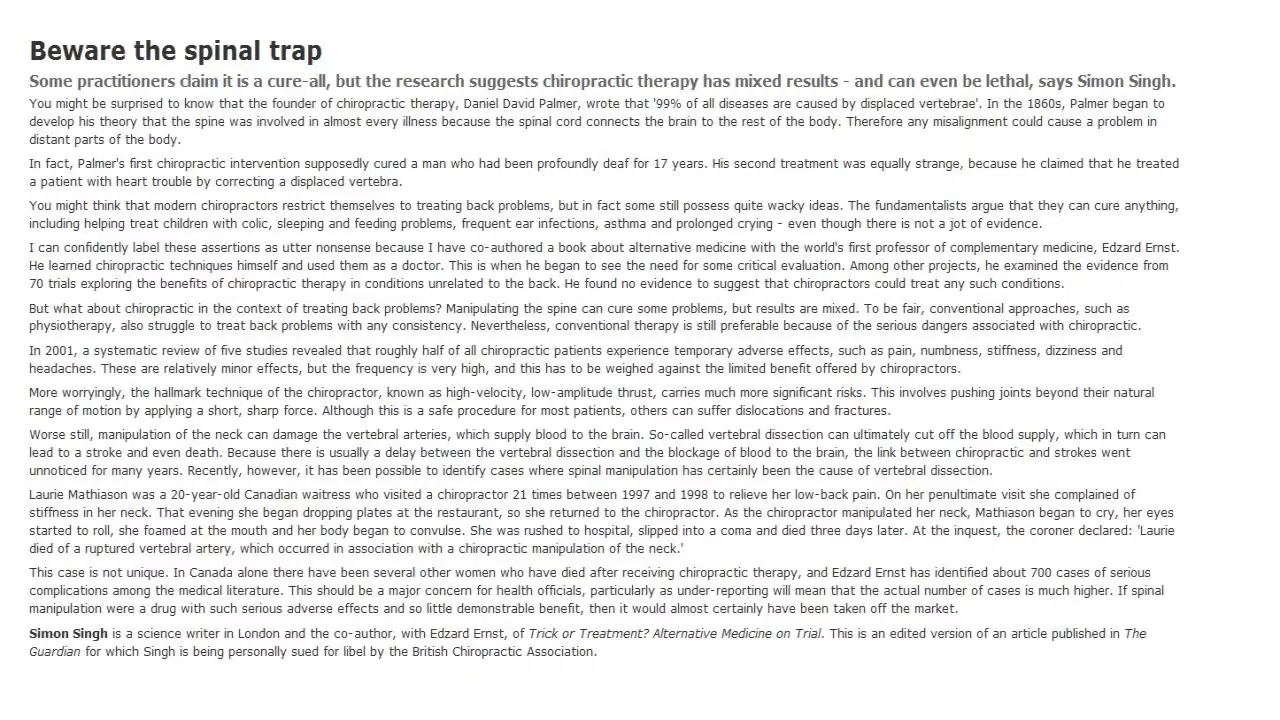 Beware the spinal trap
Some practitioners claim it is a cure-all, but the research suggests chiropractic therapy has mixed results - and can even be lethal, says Simon Singh.
You might be surprised to know that the founder of chiropractic therapy, Daniel David Palmer, wrote that '99% of all diseases are caused by displaced vertebrae'. In the 1860s, Palmer began to
develop his theory that the spine was involved in almost every illness because the spinal cord connects the brain to the rest of the body. Therefore any misalignment could cause a problem in
distant parts of the body.
In fact, Palmer's first chiropractic intervention supposedly cured a man who had been profoundly deaf for 17 years. His second treatment was equally strange, because he claimed that he treated
a patient with heart trouble by correcting a displaced vertebra.
You might think that modern chiropractors restrict themselves to treating back problems, but in fact some still possess quite wacky ideas. The fundamentalists argue that they can cure anything,
including helping treat children with colic, sleeping and feeding problems, frequent ear infections, asthma and prolonged crying - even though there is not a jot of evidence.
I can confidently label these assertions as utter nonsense because I have co-authored a book about alternative medicine with the world's first professor of complementary medicine, Edzard Ernst.
He learned chiropractic techniques himself and used them as a doctor. This is when he began to see the need for some critical evaluation. Among other projects, he examined the evidence from
70 trials exploring the benefits of chiropractic therapy in conditions unrelated to the back. He found no evidence to suggest that chiropractors could treat any such conditions.
But what about chiropractic in the context of treating back problems? Manipulating the spine can cure some problems, but results are mixed. To be fair, conventional approaches, such as
physiotherapy, also struggle to treat back problems with any consistency. Nevertheless, conventional therapy is still preferable because of the serious dangers associated with chiropractic.
In 2001, a systematic review of five studies revealed that roughly half of all chiropractic patients experience temporary adverse effects, such as pain, numbness, stiffness, dizziness and
headaches. These are relatively minor effects, but the frequency is very high, and this has to be weighed against the limited benefit offered by chiropractors.
More worryingly, the hallmark technique of the chiropractor, known as high-velocity, low-amplitude thrust, carries much more significant risks. This involves pushing joints beyond their natural
range of motion by applying a short, sharp force. Although this is a safe procedure for most patients, others can suffer dislocations and fractures.
Worse still, manipulation of the neck can damage the vertebral arteries, which supply blood to the brain. So-called vertebral dissection can ultimately cut off the blood supply, which in turn can
lead to a stroke and even death. Because there is usually a delay between the vertebral dissection and the blockage of blood to the brain, the link between chiropractic and strokes went
unnoticed for many years. Recently, however, it has been possible to identify cases where spinal manipulation has certainly been the cause of vertebral dissection.
Laurie Mathiason was a 20-year-old Canadian waitress who visited a chiropractor 21 times between 1997 and 1998 to relieve her low-back pain. On her penultimate visit she complained of
stiffness in her neck. That evening she began dropping plates at the restaurant, so she returned to the chiropractor. As the chiropractor manipulated her neck, Mathiason began to cry, her eyes
started to roll, she foamed at the mouth and her body began to convulse. She was rushed to hospital, slipped into a coma and died three days later. At the inquest, the coroner declared: 'Laurie
died of a ruptured vertebral artery, which occurred in association with a chiropractic manipulation of the neck.'
This case is not unique. In Canada alone there have been several other women who have died after receiving chiropractic therapy, and Edzard Ernst has identified about 700 cases of serious
complications among the medical literature. This should be a major concern for health officials, particularly as under-reporting will mean that the actual number of cases is much higher. If spinal
manipulation were a drug with such serious adverse effects and so little demonstrable benefit, then it would almost certainly have been taken off the market.
Simon Singh is a science writer in London and the co-author, with Edzard Ernst, of Trick or Treatment? Alternative Medicine on Trial. This is an edited version of an article published in The
Guardian for which Singh is being personally sued for libel by the British Chiropractic Association.